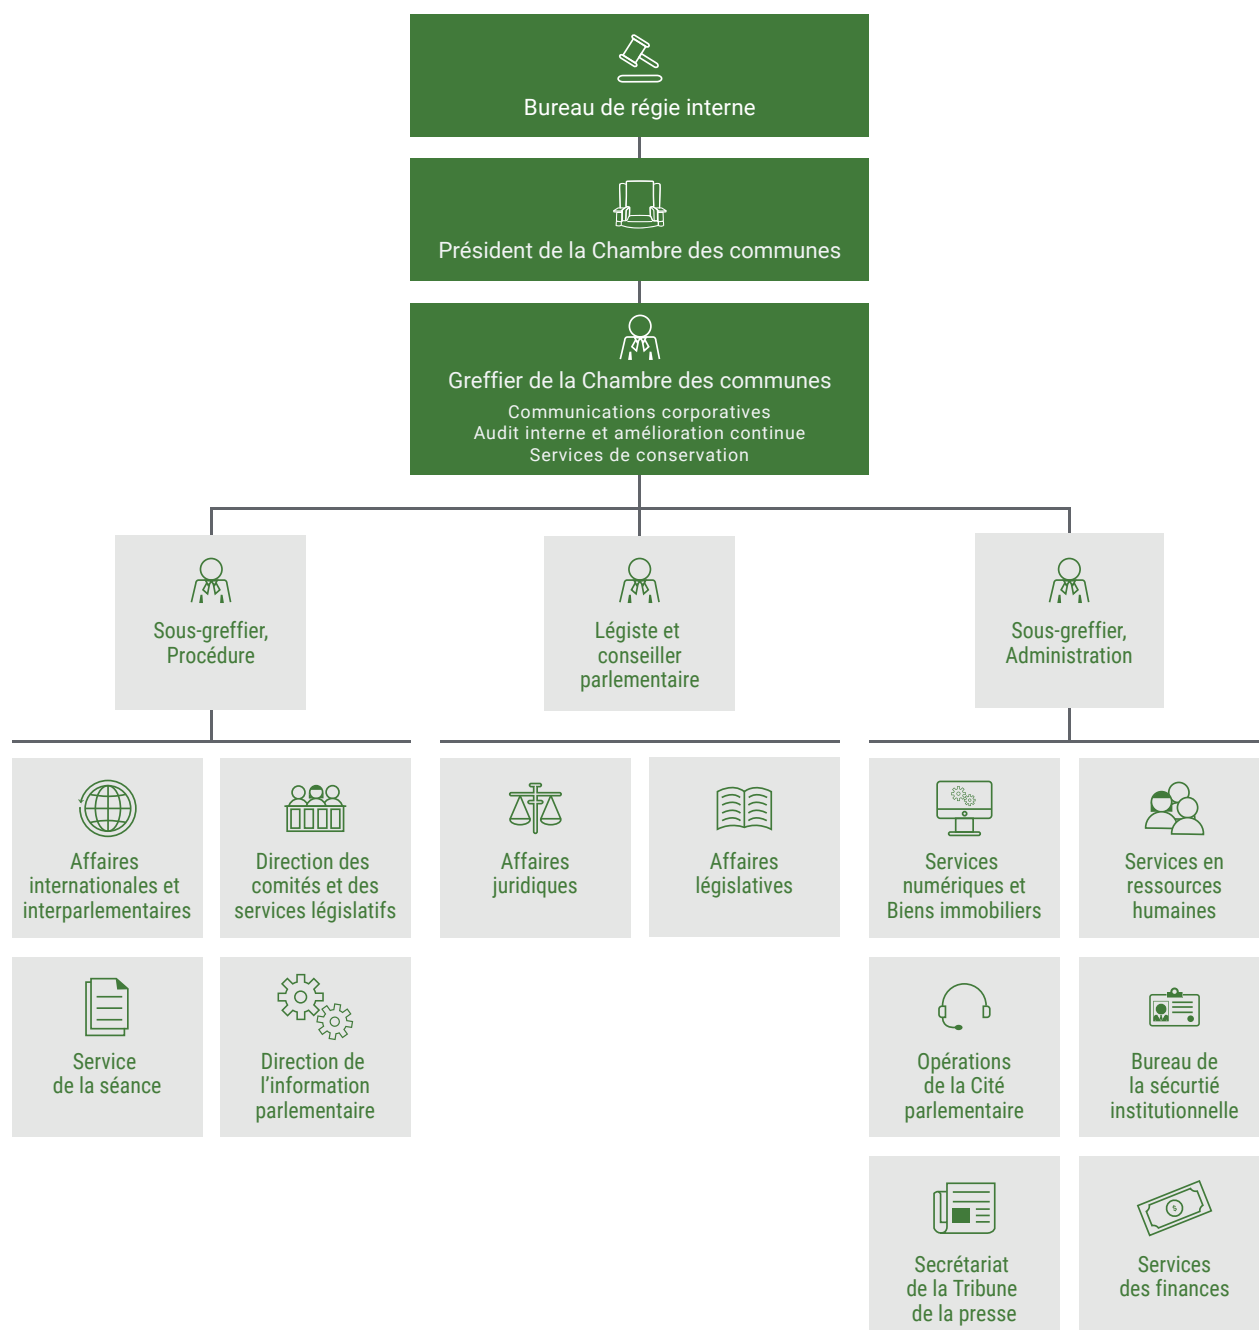 Bureau de régie interne
Président de la Chambre des communes
Greffier de la Chambre des communes
Communications corporatives
Audit interne et amélioration continue
Services de conservation
Sous-greffier,
Procédure
Légiste et
conseiller
parlementaire
Sous-greffier,
Administration
Affaires
internationales et
interparlementaires
Direction des
comités et des
services législatifs
Affaires
juridiques
Affaires
législatives
Services
numériques et
Biens immobiliers
Services en
ressources
humaines
Service
de la séance
Direction de
l’information
parlementaire
Opérations
de la Cité
parlementaire
Bureau de
la sécurtié
institutionnelle
Secrétariat
de la Tribune
de la presse
$
Services
des finances